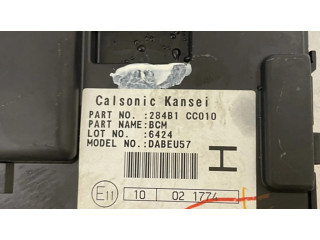 Calsonic Kansei
PART NO. :284B1 CC010
PART NAME:BCM
LOT NO. :6424
MODEL NO.:DABEU57
H
E11 10 02 1774